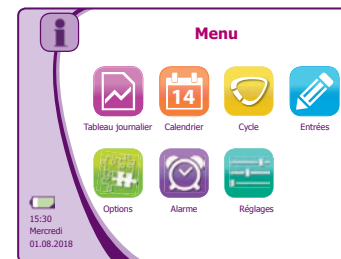 Menu
14
Tableau journalier Calendrier Cycle Entrées
Options Alarme Réglages
15:30
Mercredi
01.08.2018